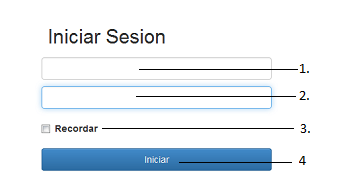 Iniciar Sesion
1.
2.
Recordar 3.
Iniciar 4